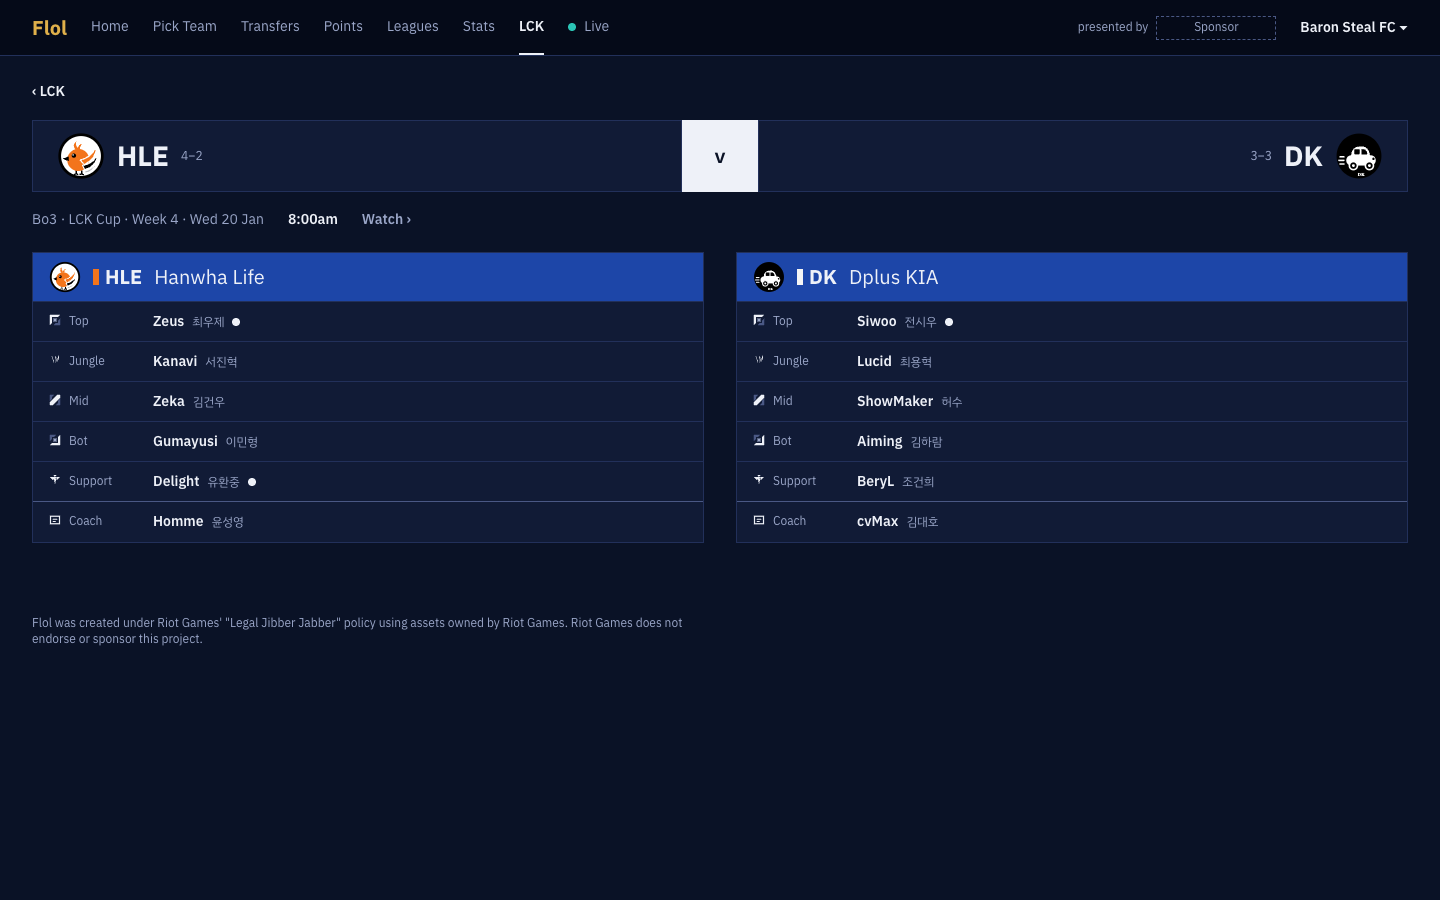 Flol Home Pick Team Transfers Points Leagues Stats LCK Live presented by Sponsor Baron Steal FC
‹ LCK
HLE 4–2 v 3–3 DK
Bo3 · LCK Cup · Week 4 · Wed 20 Jan 8:00am Watch ›
HLE Hanwha Life
Top Zeus 최우제
Jungle Kanavi 서진혁
Mid Zeka 김건우
Bot Gumayusi 이민형
Support Delight 유환중
Coach Homme 윤성영
DK Dplus KIA
Top Siwoo 전시우
Jungle Lucid 최용혁
Mid ShowMaker 허수
Bot Aiming 김하람
Support BeryL 조건희
Coach cvMax 김대호
Flol was created under Riot Games' "Legal Jibber Jabber" policy using assets owned by Riot Games. Riot Games does not
endorse or sponsor this project.